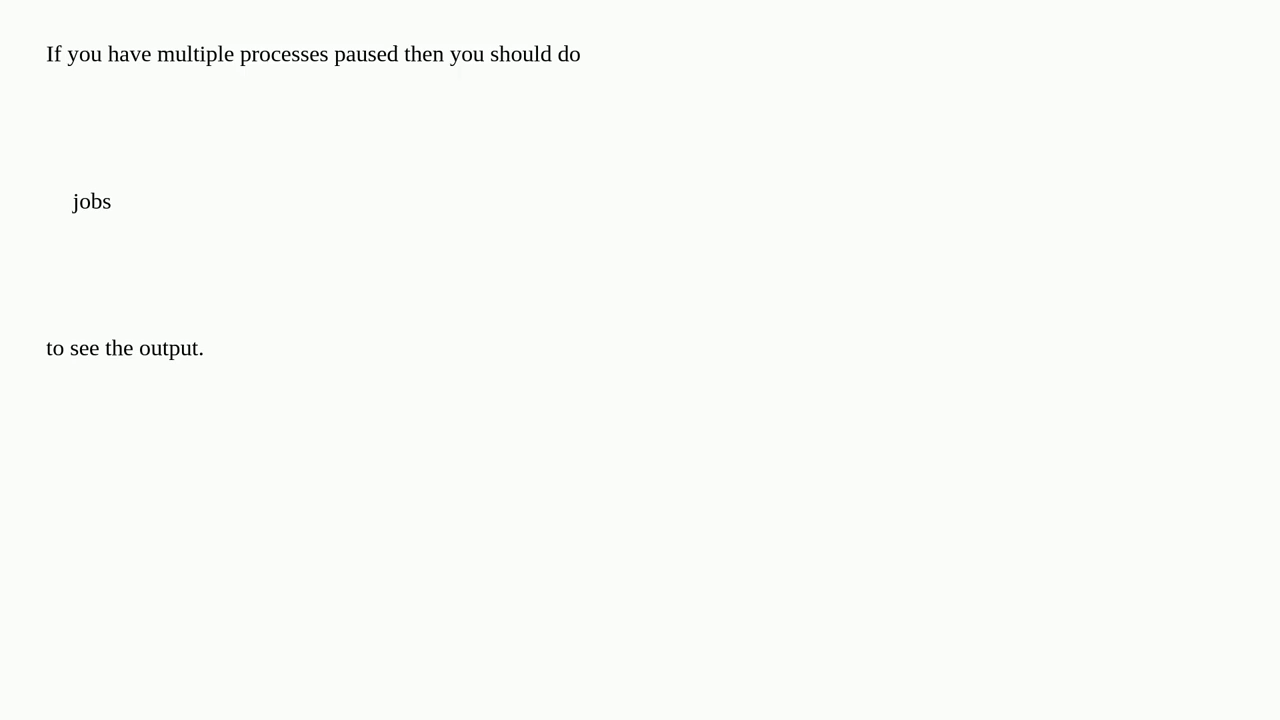 If you have multiple processes paused then you should do
jobs
to see the output.